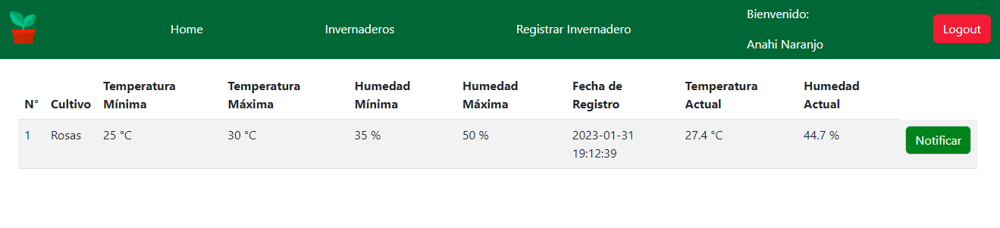 Home Invernaderos Registrar Invernadero Bienvenido: Logout
Anahi Naranjo
N° Cultivo Temperatura Mínima Temperatura Máxima Humedad Mínima Humedad Máxima Fecha de Registro Temperatura Actual Humedad Actual
1 Rosas 25 °C 30 °C 35 % 50 % 2023-01-31 19:12:39 27.4 °C 44.7 % Notificar